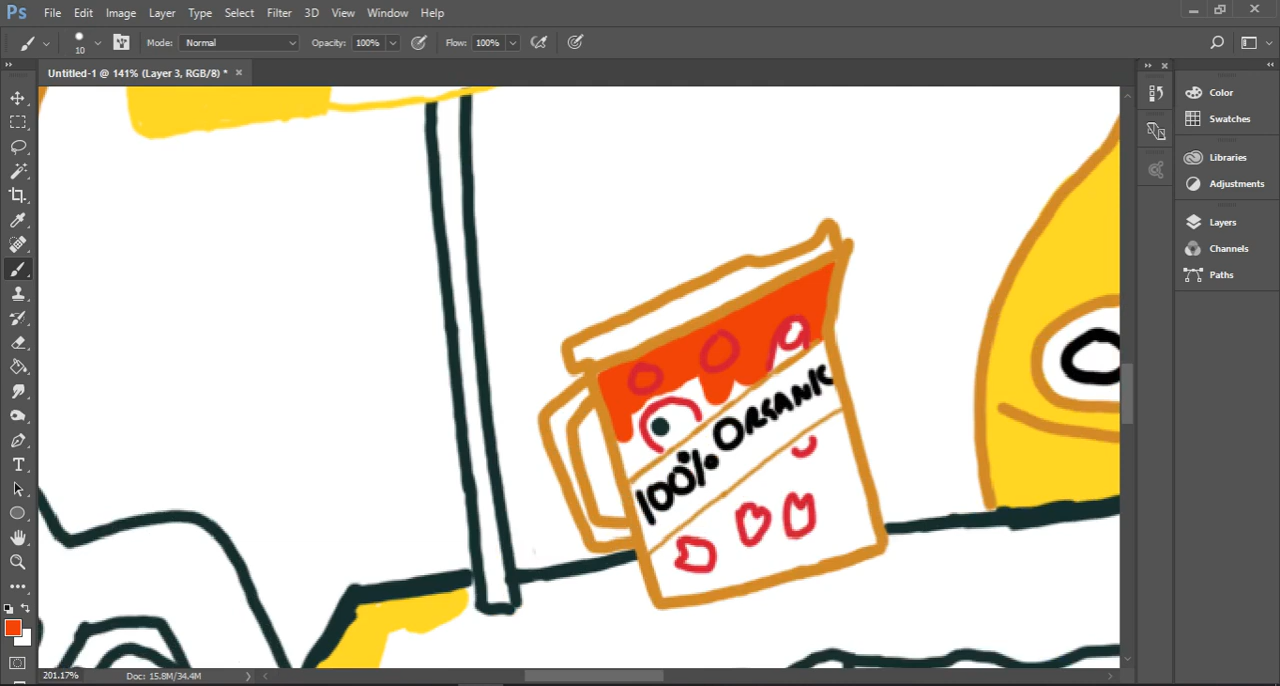 Ps File Edit Image Layer Type Select Filter 3D View Window Help
10 Mode: Normal Opacity: 100% Flow: 100%
Untitled-1 @ 141% (Layer 3, RGB/8) * ×
Color
Swatches
Libraries
Adjustments
Layers
Channels
Paths
100% ORGANIC
201.17% Doc: 15.8M/34.4M